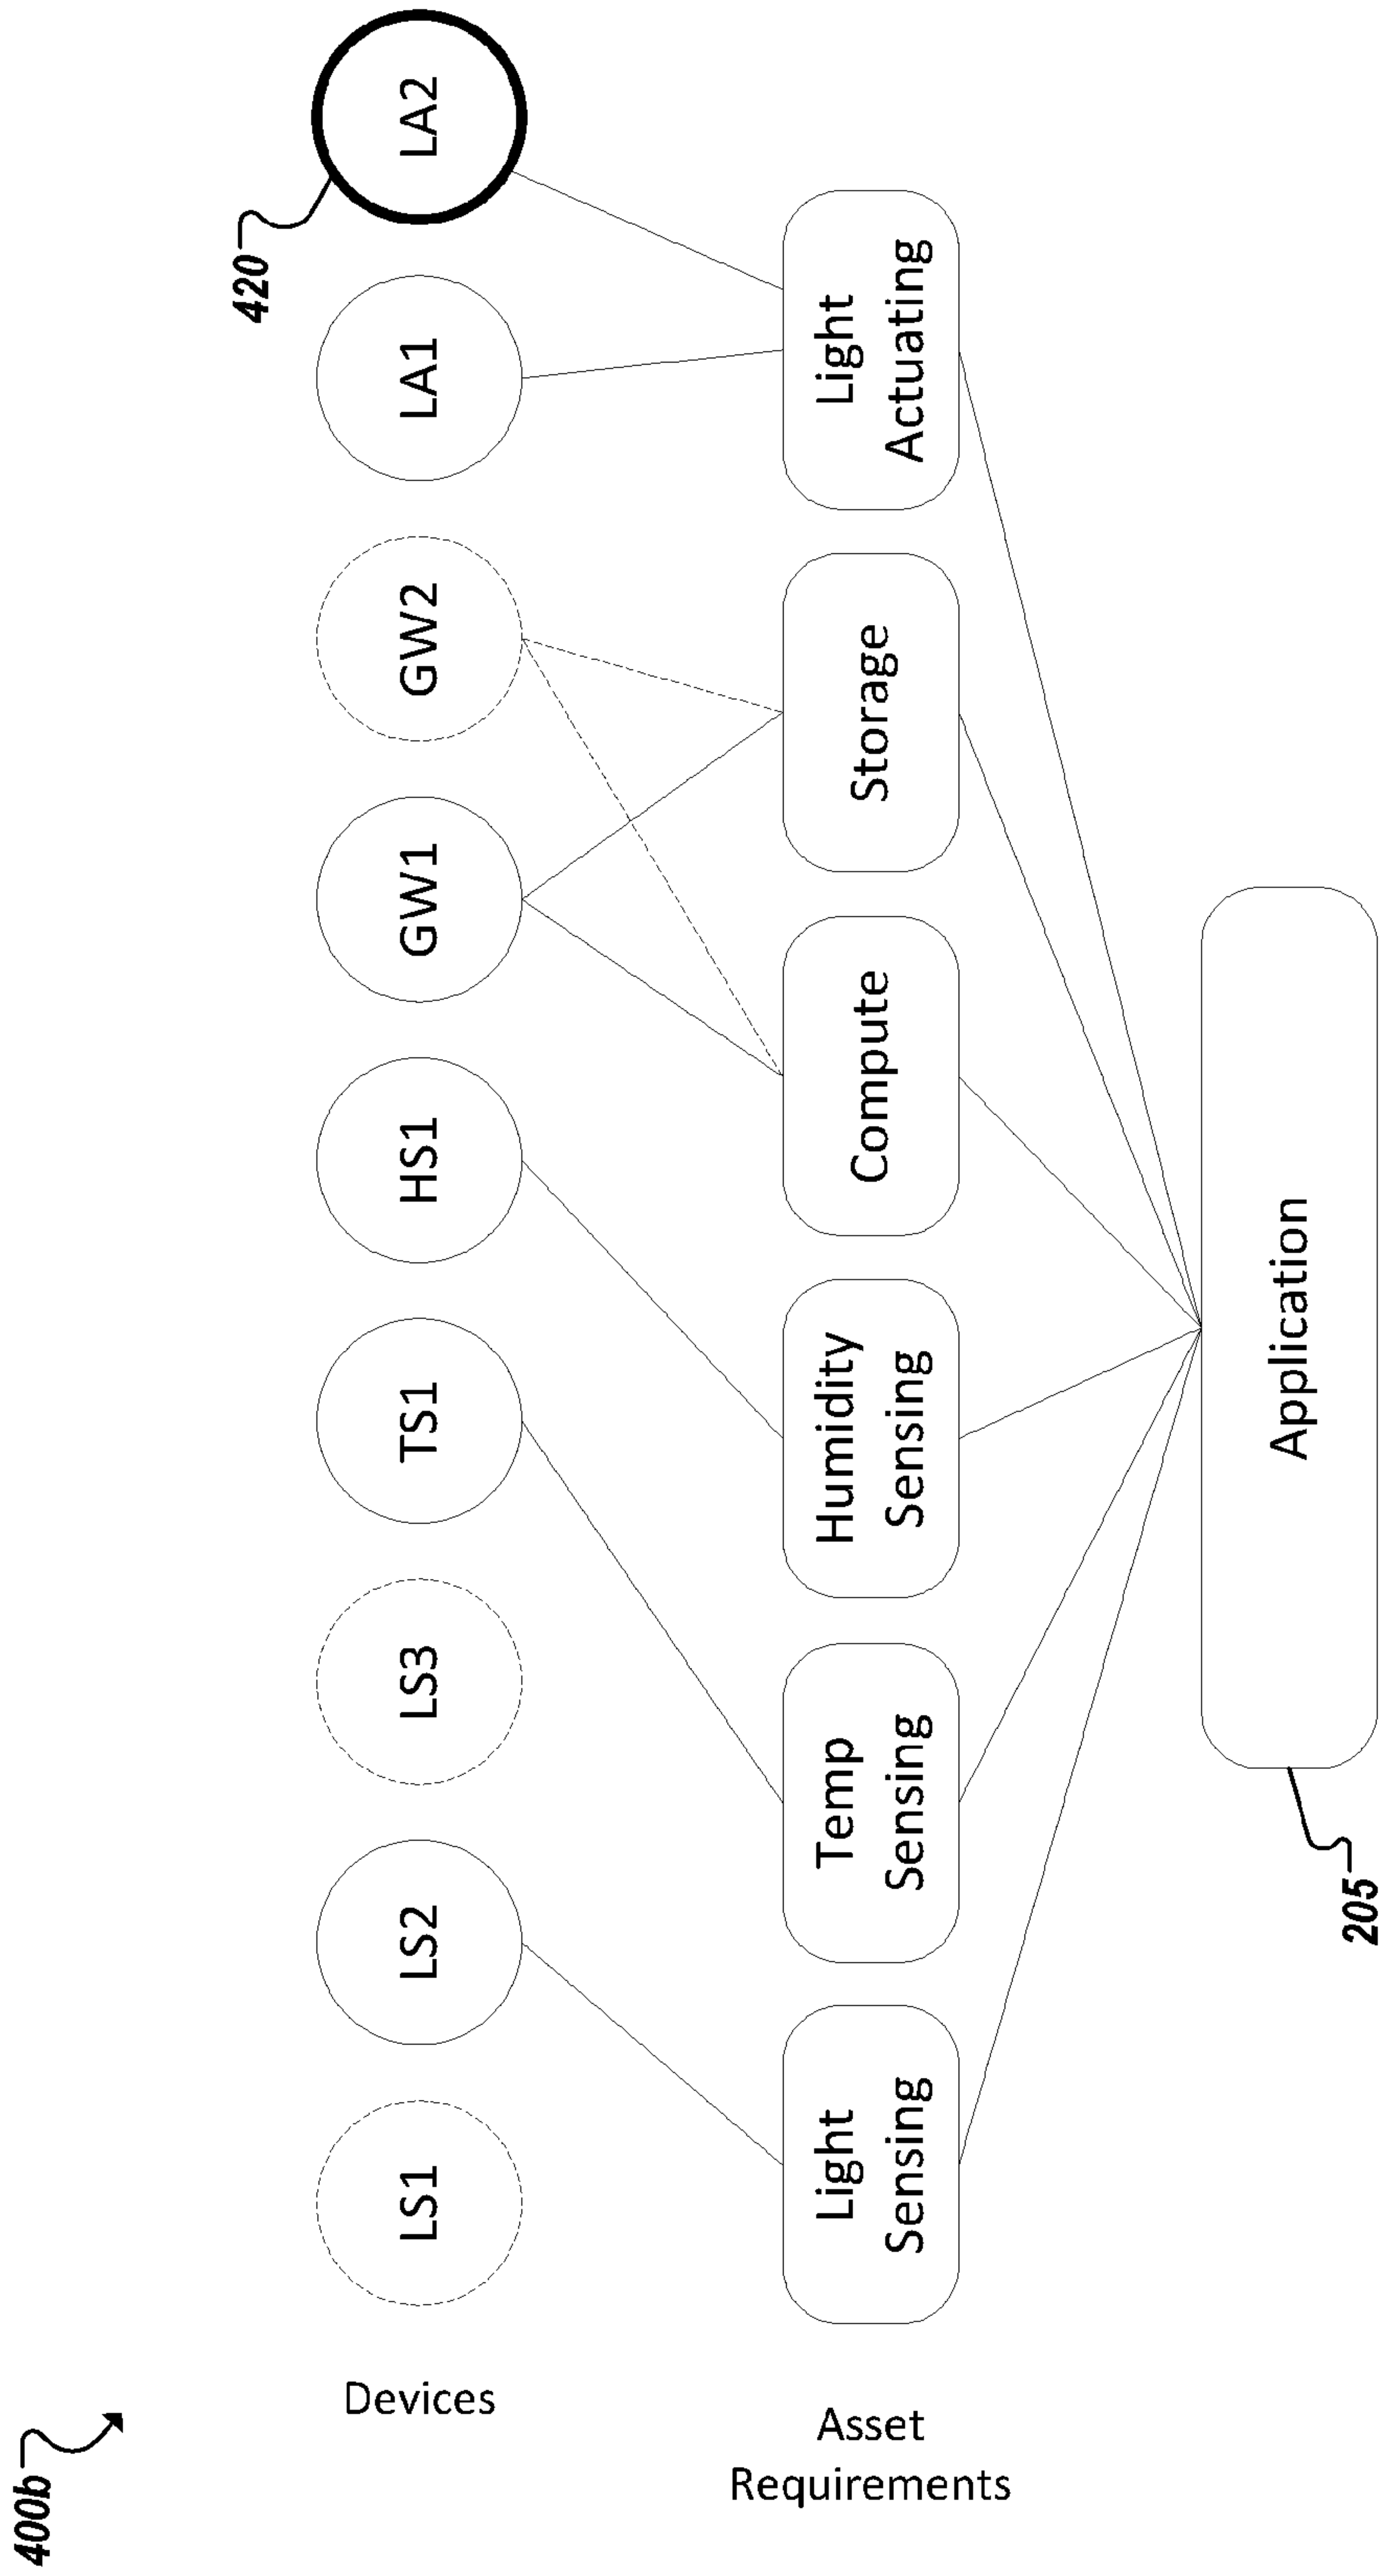 400b
Devices
LS1
LS2
LS3
TS1
HS1
GW1
GW2
LA1
LA2
420
Asset
Requirements
Light
Sensing
Temp
Sensing
Humidity
Sensing
Compute
Storage
Light
Actuating
Application
205